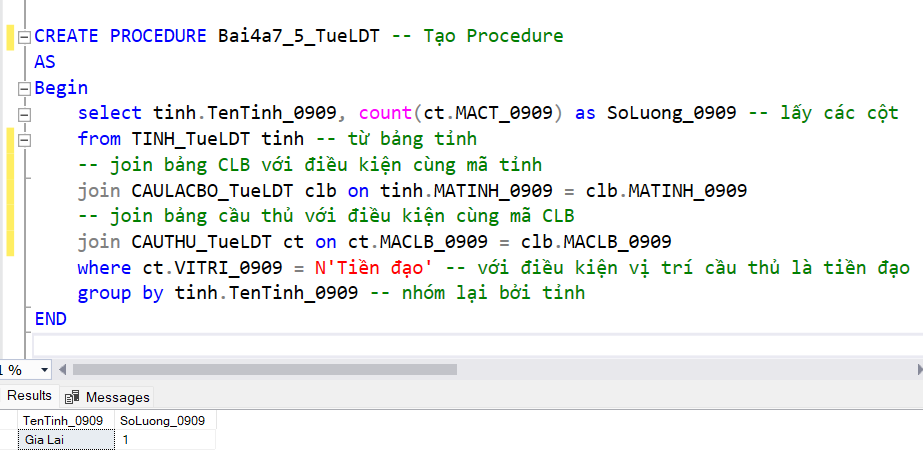 CREATE PROCEDURE Bai4a7_5_TueLDT -- Tạo Procedure
AS
Begin
select tinh.TenTinh_0909, count(ct.MACT_0909) as SoLuong_0909 -- lấy các cột
from TINH_TueLDT tinh -- từ bảng tỉnh
-- join bảng CLB với điều kiện cùng mã tỉnh
join CAULACBO_TueLDT clb on tinh.MATINH_0909 = clb.MATINH_0909
-- join bảng cầu thủ với điều kiện cùng mã CLB
join CAUTHU_TueLDT ct on ct.MACLB_0909 = clb.MACLB_0909
where ct.VITRI_0909 = N'Tiền đạo' -- với điều kiện vị trí cầu thủ là tiền đạo
group by tinh.TenTinh_0909 -- nhóm lại bởi tỉnh
END
%
Results Messages
TenTinh_0909 SoLuong_0909
Gia Lai 1